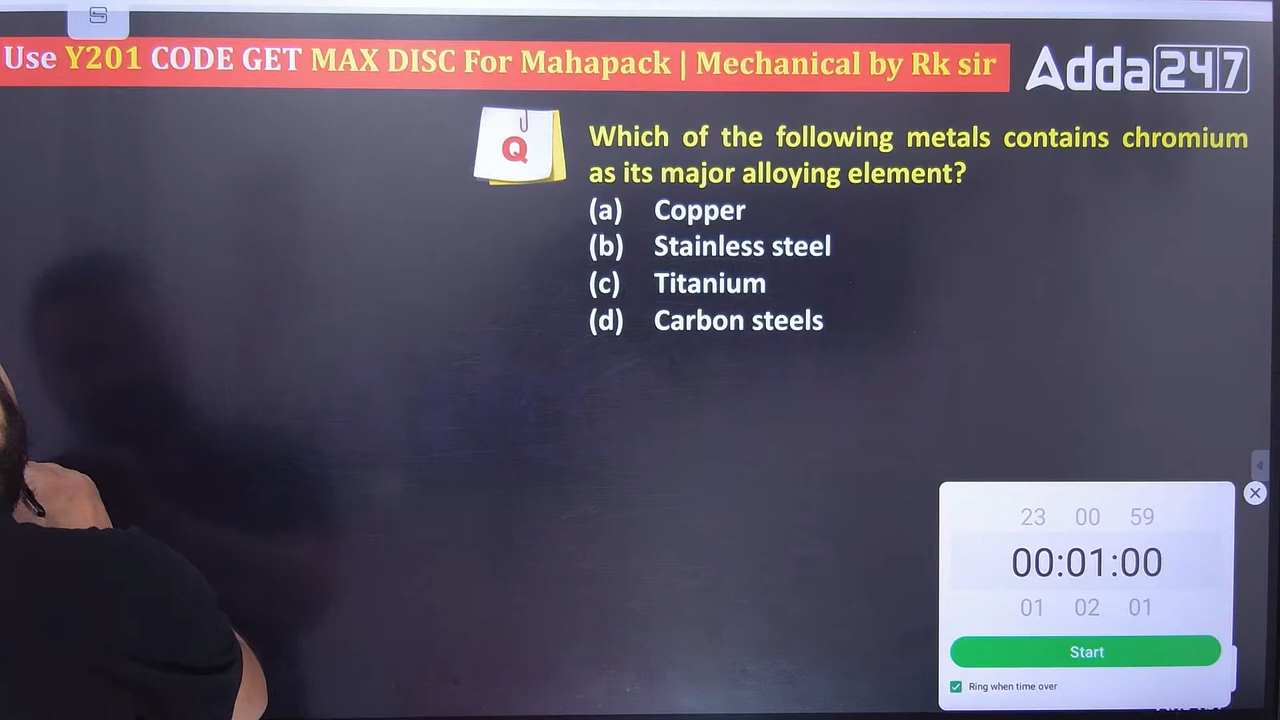 Use Y201 CODE GET MAX DISC For Mahapack | Mechanical by Rk sir
Adda247
Q
Which of the following metals contains chromium
as its major alloying element?
(a) Copper
(b) Stainless steel
(c) Titanium
(d) Carbon steels
23 00 59
00:01:00
01 02 01
Start
Ring when time over